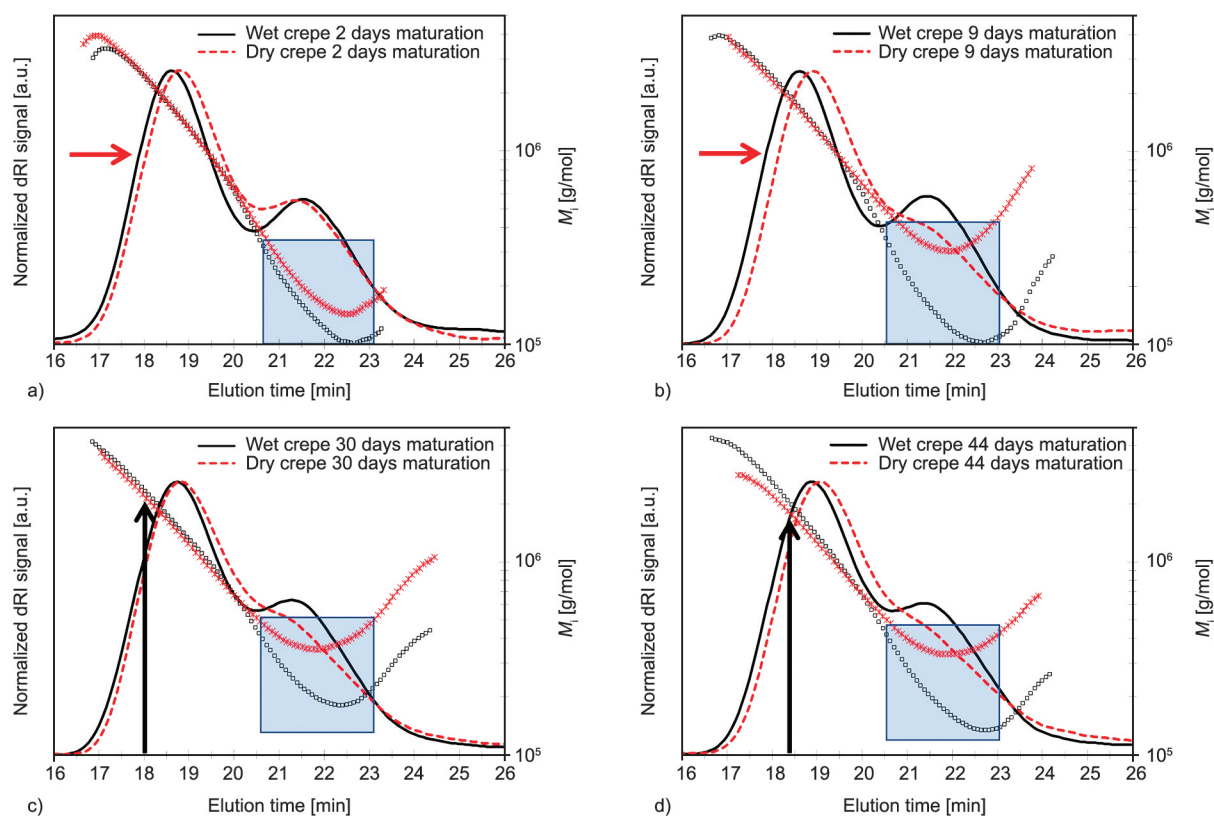 Wet crepe 2 days maturation
Dry crepe 2 days maturation
Normalized dRI signal [a.u.]
10⁶
10⁵
Mi [g/mol]
16 17 18 19 20 21 22 23 24 25 26
Elution time [min]
a)
Wet crepe 9 days maturation
Dry crepe 9 days maturation
Normalized dRI signal [a.u.]
10⁶
10⁵
Mi [g/mol]
16 17 18 19 20 21 22 23 24 25 26
Elution time [min]
b)
Wet crepe 30 days maturation
Dry crepe 30 days maturation
Normalized dRI signal [a.u.]
10⁶
10⁵
Mi [g/mol]
16 17 18 19 20 21 22 23 24 25 26
Elution time [min]
c)
Wet crepe 44 days maturation
Dry crepe 44 days maturation
Normalized dRI signal [a.u.]
10⁶
10⁵
Mi [g/mol]
16 17 18 19 20 21 22 23 24 25 26
Elution time [min]
d)